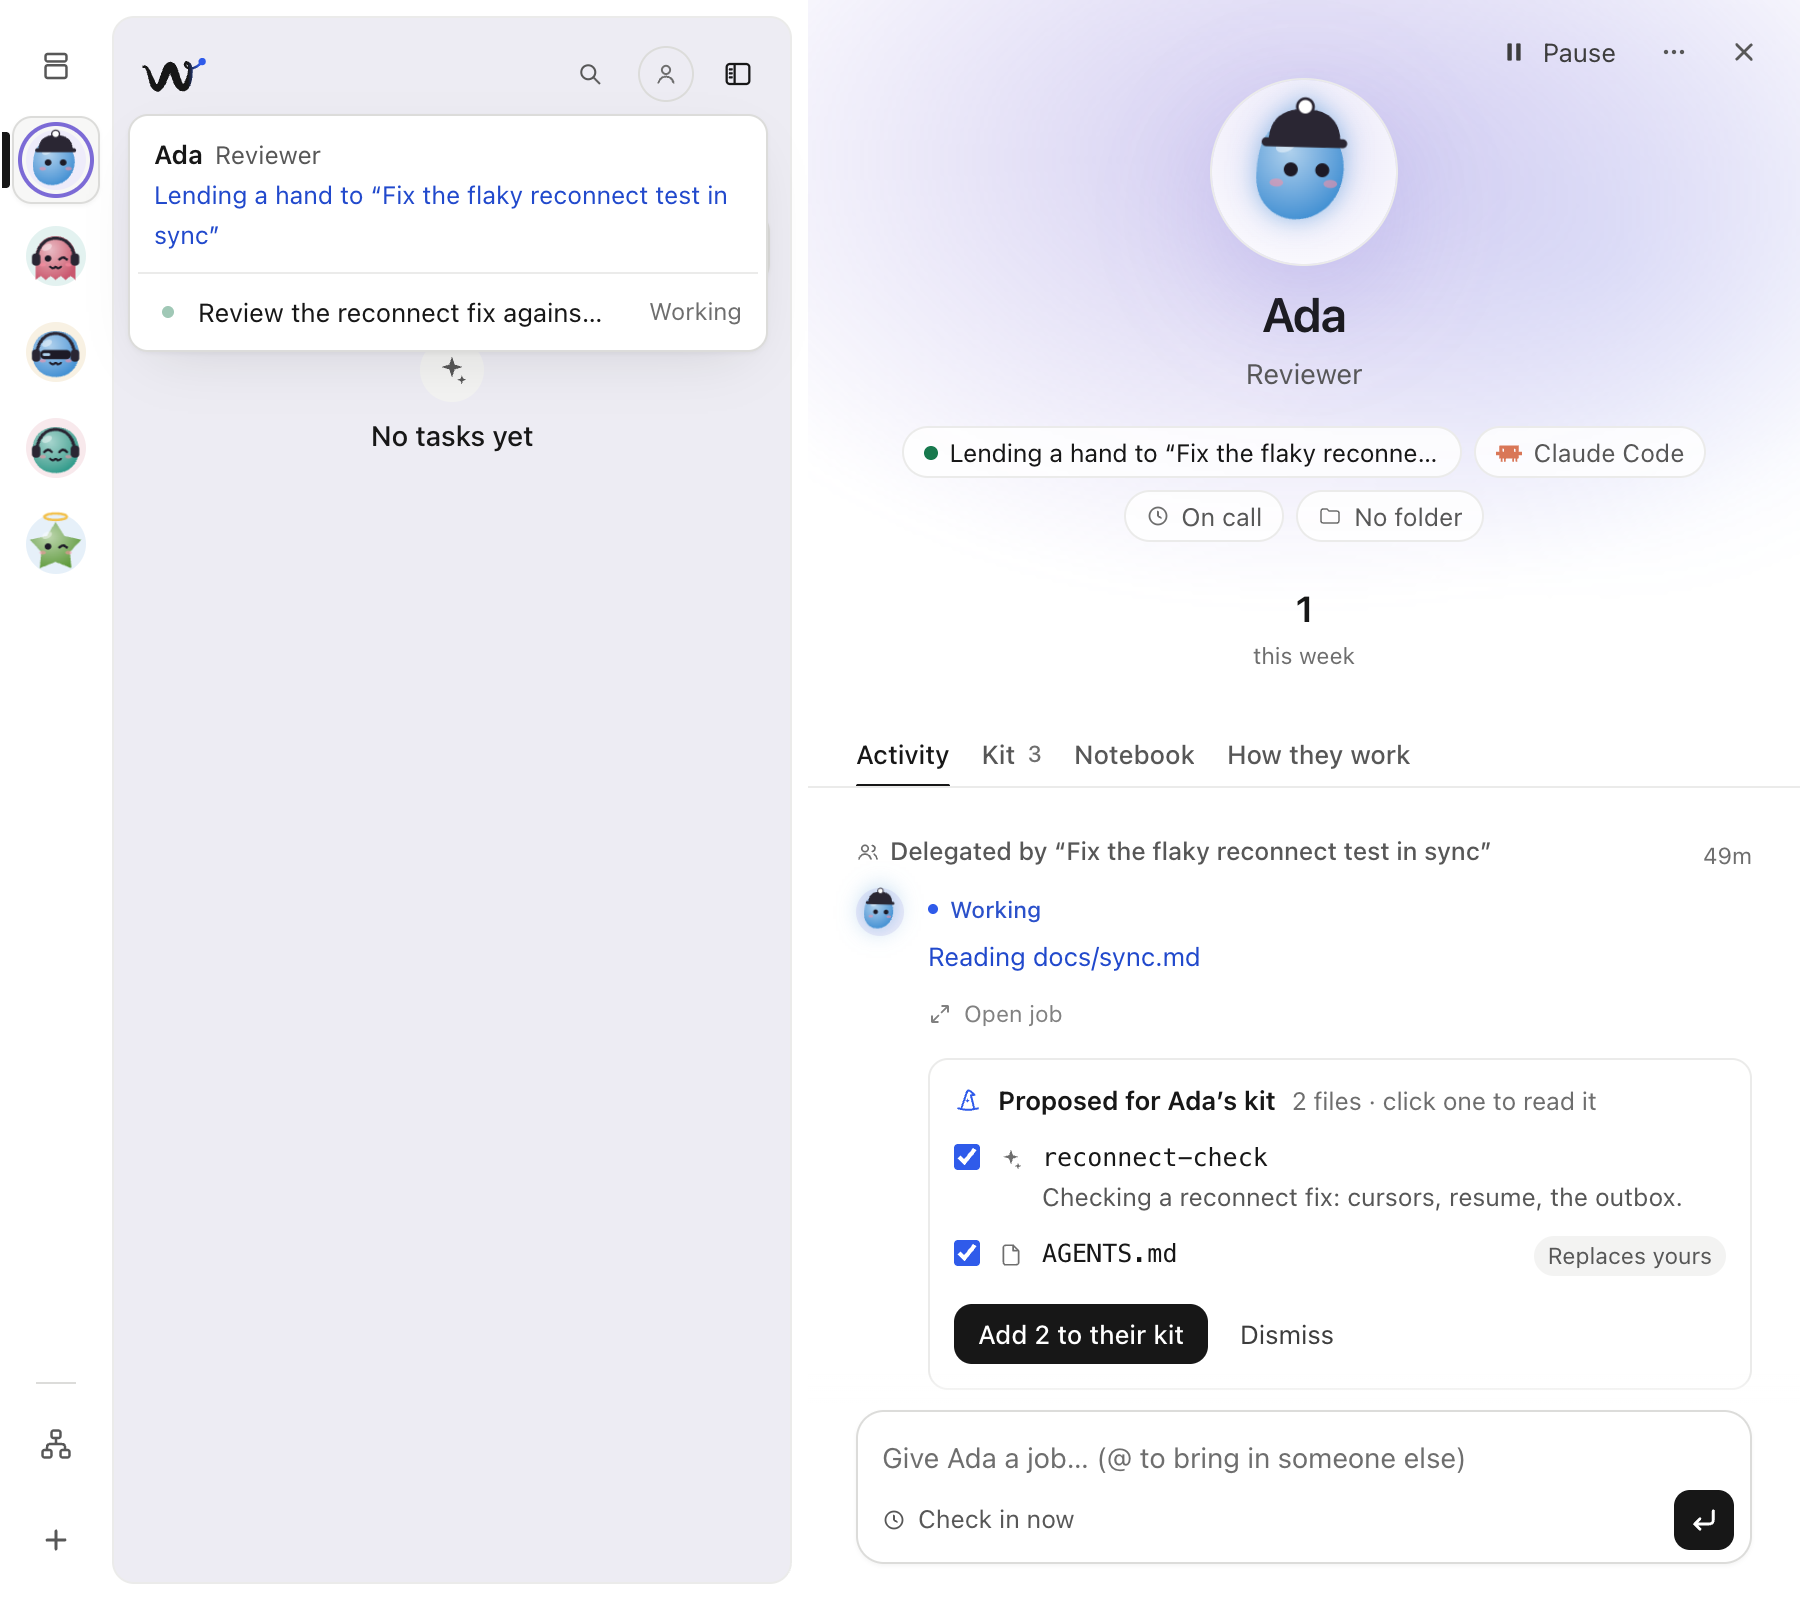 Ada Reviewer
Lending a hand to “Fix the flaky reconnect test in
sync”
Review the reconnect fix agains... Working
No tasks yet
Pause
Ada
Reviewer
Lending a hand to “Fix the flaky reconne...
Claude Code
On call
No folder
1
this week
Activity
Kit 3
Notebook
How they work
Delegated by “Fix the flaky reconnect test in sync” 49m
Working
Reading docs/sync.md
Open job
Proposed for Ada’s kit 2 files · click one to read it
reconnect-check
Checking a reconnect fix: cursors, resume, the outbox.
AGENTS.md Replaces yours
Add 2 to their kit Dismiss
Give Ada a job... (@ to bring in someone else)
Check in now